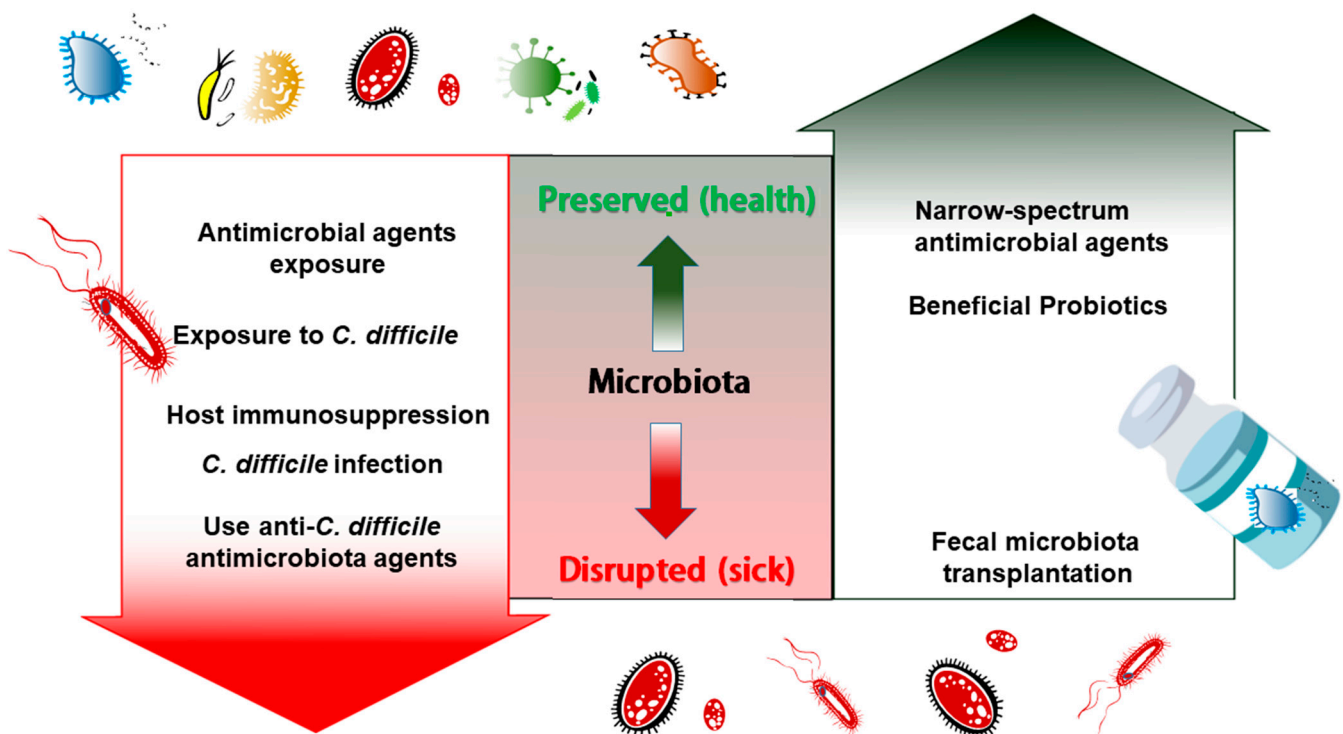 Antimicrobial agents
exposure
Exposure to C. difficile
Host immunosuppression
C. difficile infection
Use anti-C. difficile
antimicrobiota agents
Preserved (health)
Microbiota
Disrupted (sick)
Narrow-spectrum
antimicrobial agents
Beneficial Probiotics
Fecal microbiota
transplantation